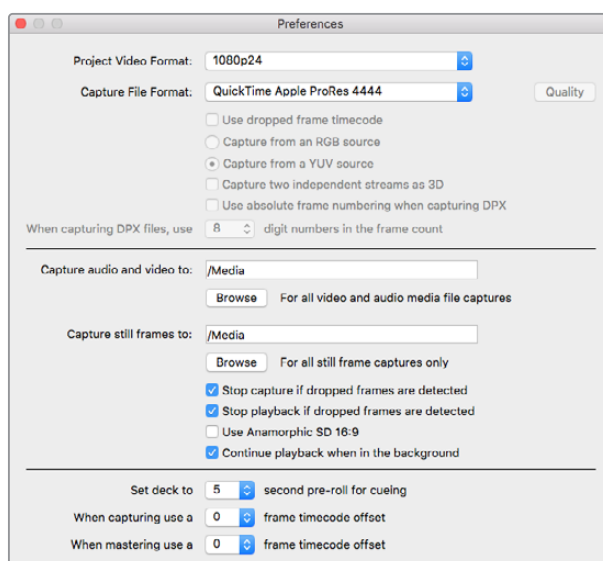 Preferences
Project Video Format: 1080p24
Capture File Format: QuickTime Apple ProRes 4444 Quality
Use dropped frame timecode
Capture from an RGB source
Capture from a YUV source
Capture two independent streams as 3D
Use absolute frame numbering when capturing DPX
When capturing DPX files, use 8 digit numbers in the frame count
Capture audio and video to: /Media
Browse For all video and audio media file captures
Capture still frames to: /Media
Browse For all still frame captures only
Stop capture if dropped frames are detected
Stop playback if dropped frames are detected
Use Anamorphic SD 16:9
Continue playback when in the background
Set deck to 5 second pre-roll for cueing
When capturing use a 0 frame timecode offset
When mastering use a 0 frame timecode offset